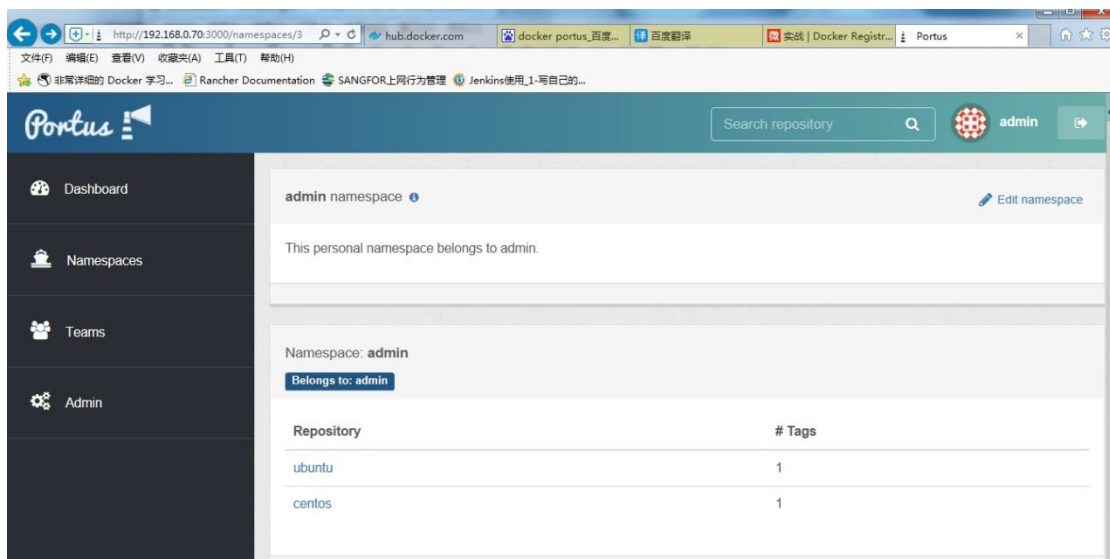 http://192.168.0.70:3000/namespaces/3
hub.docker.com
docker portus_百度...
百度翻译
实战 | Docker Registr...
Portus
文件(F) 编辑(E) 查看(V) 收藏夹(A) 工具(T) 帮助(H)
非常详细的 Docker 学习... Rancher Documentation SANGFOR上网行为管理 Jenkins使用_1-写自己的...
Portus
Search repository
admin
Dashboard
Namespaces
Teams
Admin
admin namespace
Edit namespace
This personal namespace belongs to admin.
Namespace: admin
Belongs to: admin
Repository # Tags
ubuntu 1
centos 1